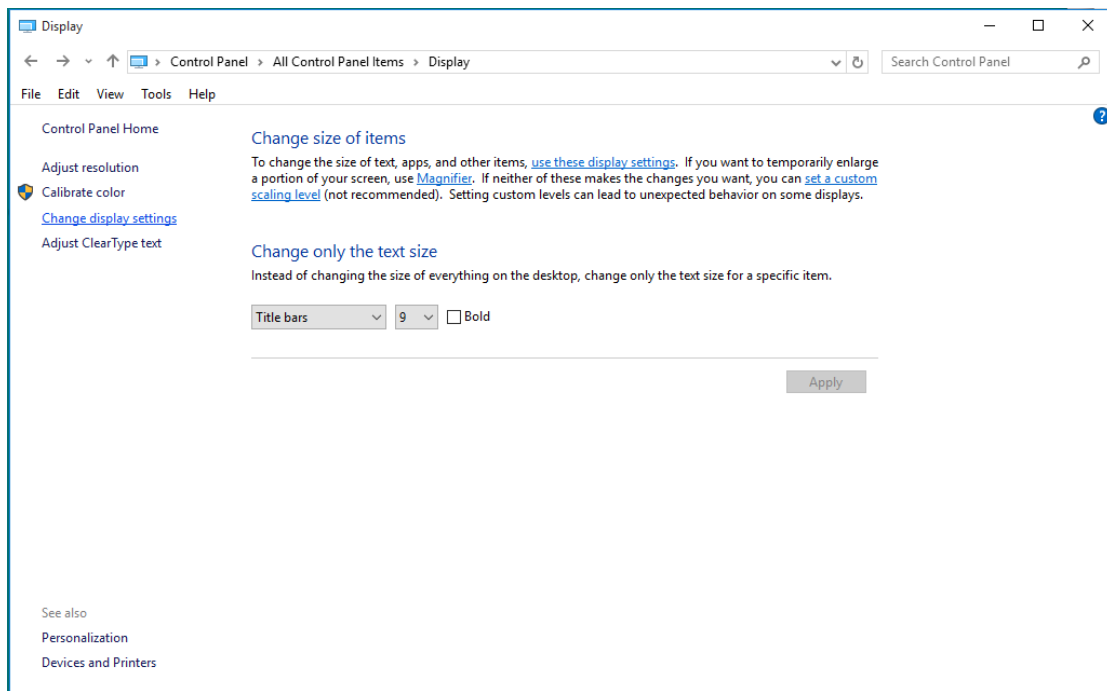 Display
Control Panel > All Control Panel Items > Display
Search Control Panel
File Edit View Tools Help
?
Control Panel Home
Adjust resolution
Calibrate color
Change display settings
Adjust ClearType text
Change size of items
To change the size of text, apps, and other items, use these display settings. If you want to temporarily enlarge
a portion of your screen, use Magnifier. If neither of these makes the changes you want, you can set a custom
scaling level (not recommended). Setting custom levels can lead to unexpected behavior on some displays.
Change only the text size
Instead of changing the size of everything on the desktop, change only the text size for a specific item.
Title bars 9 Bold
Apply
See also
Personalization
Devices and Printers